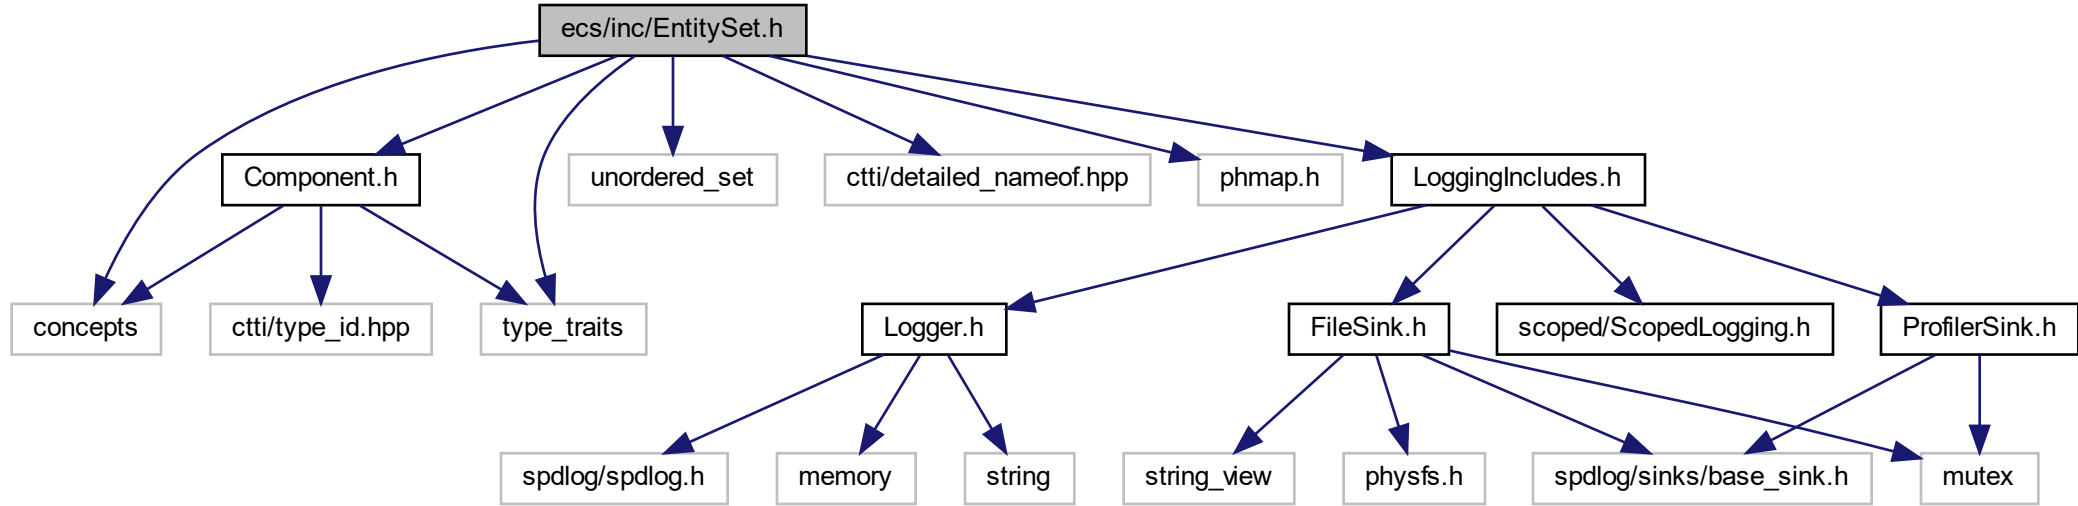 ecs/inc/EntitySet.h
Component.h
unordered_set
ctti/detailed_nameof.hpp
phmap.h
LoggingIncludes.h
concepts
ctti/type_id.hpp
type_traits
Logger.h
FileSink.h
scoped/ScopedLogging.h
ProfilerSink.h
spdlog/spdlog.h
memory
string
string_view
physfs.h
spdlog/sinks/base_sink.h
mutex